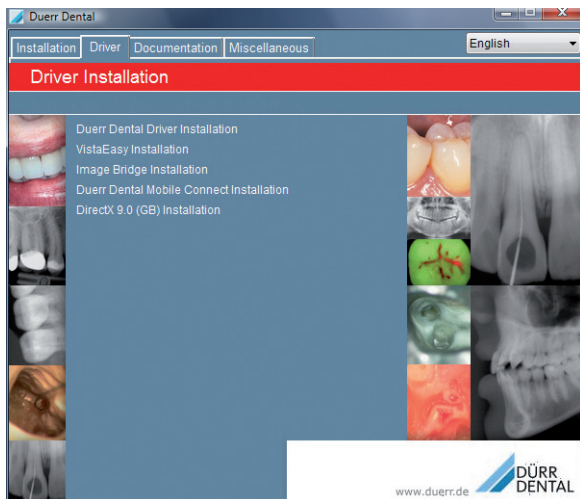 Duerr Dental
Installation Driver Documentation Miscellaneous English
Driver Installation
Duerr Dental Driver Installation
VistaEasy Installation
Image Bridge Installation
Duerr Dental Mobile Connect Installation
DirectX 9.0 (GB) Installation
www.duerr.de
DÜRR
DENTAL